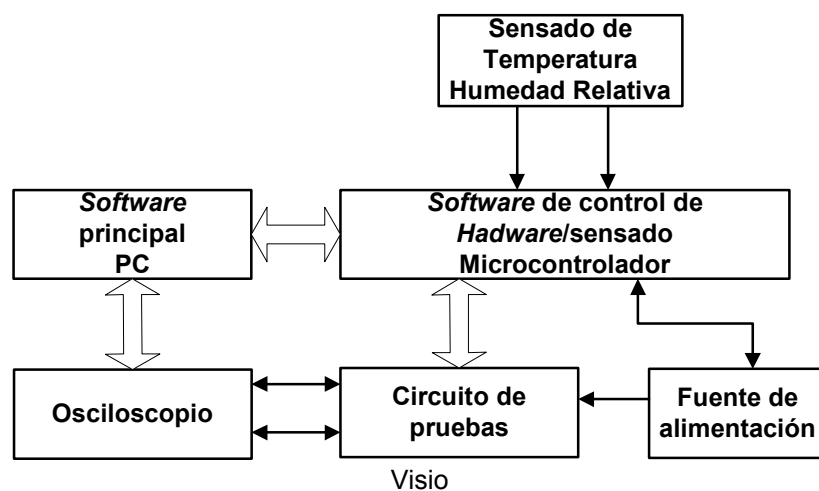 Sensado de
Temperatura
Humedad Relativa
Software
principal
PC
Software de control de
Hadware/sensado
Microcontrolador
Osciloscopio
Circuito de
pruebas
Fuente de
alimentación
Visio